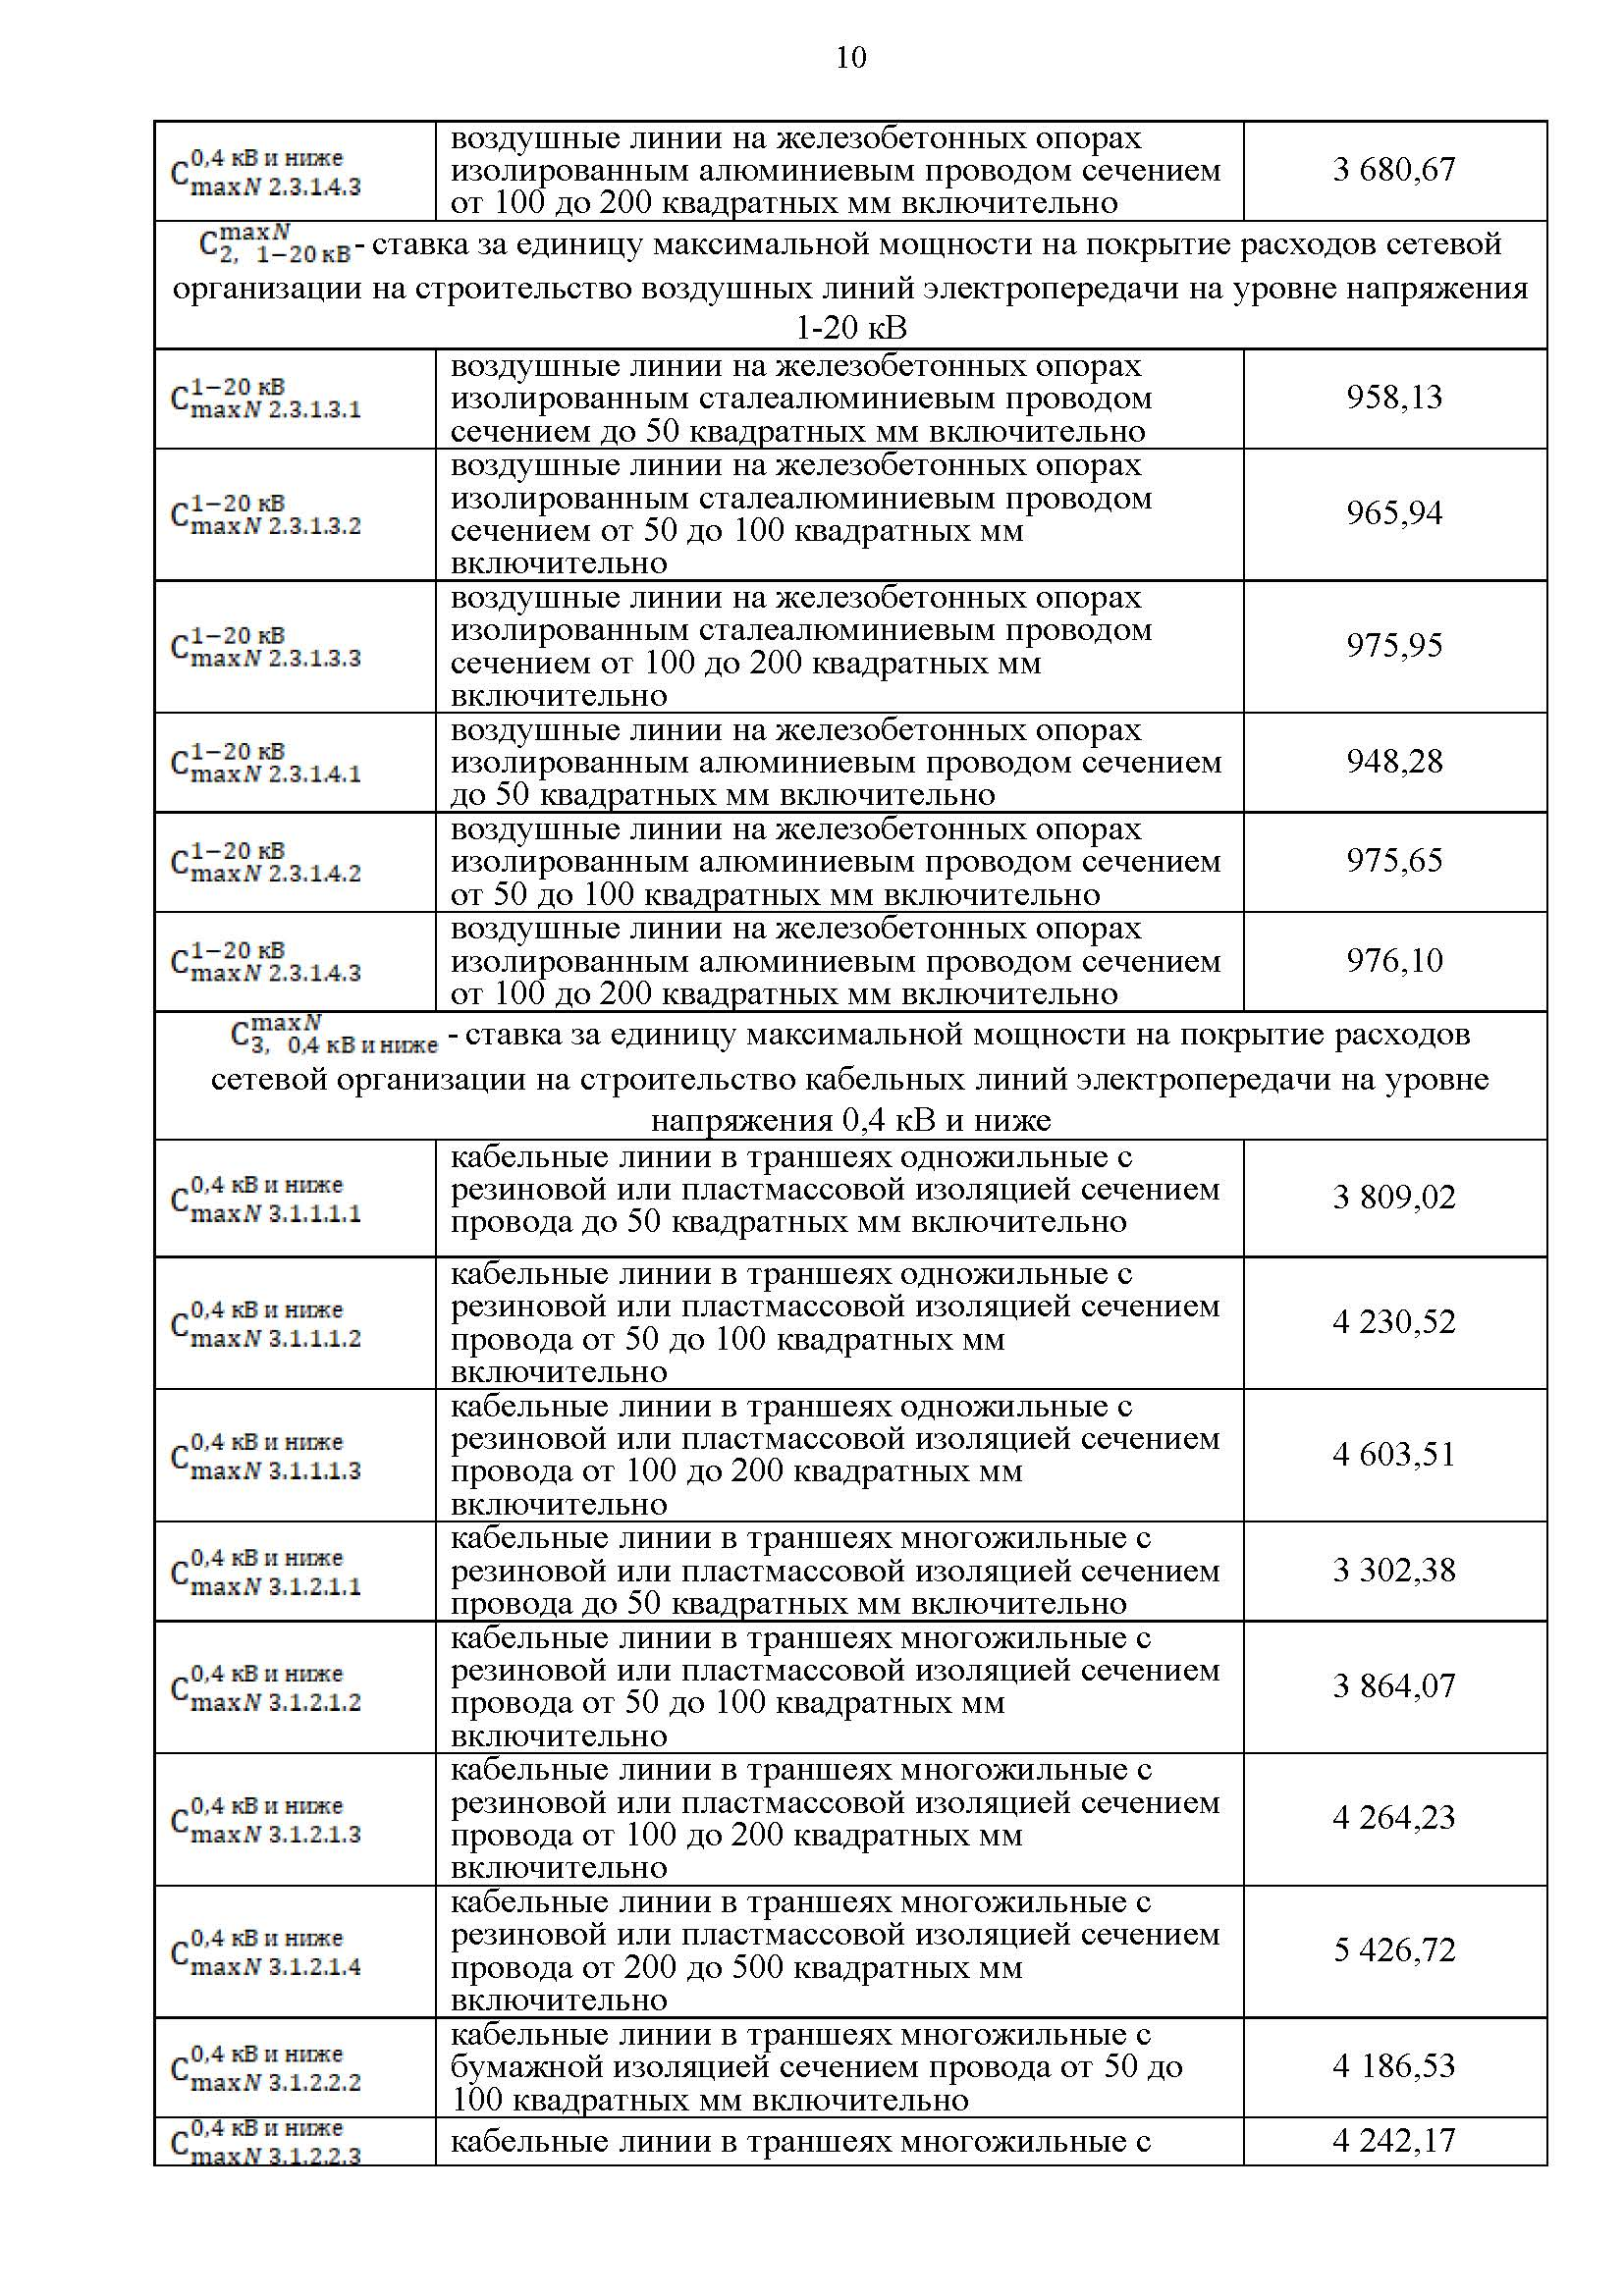 10
C 0,4 кВ и ниже maxN 2.3.1.4.3
воздушные линии на железобетонных опорах
изолированным алюминиевым проводом сечением
от 100 до 200 квадратных мм включительно
3 680,67
C maxN 2, 1−20 кВ - ставка за единицу максимальной мощности на покрытие расходов сетевой
организации на строительство воздушных линий электропередачи на уровне напряжения
1-20 кВ
C 1−20 кВ maxN 2.3.1.3.1
воздушные линии на железобетонных опорах
изолированным сталеалюминиевым проводом
сечением до 50 квадратных мм включительно
958,13
C 1−20 кВ maxN 2.3.1.3.2
воздушные линии на железобетонных опорах
изолированным сталеалюминиевым проводом
сечением от 50 до 100 квадратных мм
включительно
965,94
C 1−20 кВ maxN 2.3.1.3.3
воздушные линии на железобетонных опорах
изолированным сталеалюминиевым проводом
сечением от 100 до 200 квадратных мм
включительно
975,95
C 1−20 кВ maxN 2.3.1.4.1
воздушные линии на железобетонных опорах
изолированным алюминиевым проводом сечением
до 50 квадратных мм включительно
948,28
C 1−20 кВ maxN 2.3.1.4.2
воздушные линии на железобетонных опорах
изолированным алюминиевым проводом сечением
от 50 до 100 квадратных мм включительно
975,65
C 1−20 кВ maxN 2.3.1.4.3
воздушные линии на железобетонных опорах
изолированным алюминиевым проводом сечением
от 100 до 200 квадратных мм включительно
976,10
C maxN 3, 0,4 кВ и ниже - ставка за единицу максимальной мощности на покрытие расходов
сетевой организации на строительство кабельных линий электропередачи на уровне
напряжения 0,4 кВ и ниже
C 0,4 кВ и ниже maxN 3.1.1.1.1
кабельные линии в траншеях одножильные с
резиновой или пластмассовой изоляцией сечением
провода до 50 квадратных мм включительно
3 809,02
C 0,4 кВ и ниже maxN 3.1.1.1.2
кабельные линии в траншеях одножильные с
резиновой или пластмассовой изоляцией сечением
провода от 50 до 100 квадратных мм
включительно
4 230,52
C 0,4 кВ и ниже maxN 3.1.1.1.3
кабельные линии в траншеях одножильные с
резиновой или пластмассовой изоляцией сечением
провода от 100 до 200 квадратных мм
включительно
4 603,51
C 0,4 кВ и ниже maxN 3.1.2.1.1
кабельные линии в траншеях многожильные с
резиновой или пластмассовой изоляцией сечением
провода до 50 квадратных мм включительно
3 302,38
C 0,4 кВ и ниже maxN 3.1.2.1.2
кабельные линии в траншеях многожильные с
резиновой или пластмассовой изоляцией сечением
провода от 50 до 100 квадратных мм
включительно
3 864,07
C 0,4 кВ и ниже maxN 3.1.2.1.3
кабельные линии в траншеях многожильные с
резиновой или пластмассовой изоляцией сечением
провода от 100 до 200 квадратных мм
включительно
4 264,23
C 0,4 кВ и ниже maxN 3.1.2.1.4
кабельные линии в траншеях многожильные с
резиновой или пластмассовой изоляцией сечением
провода от 200 до 500 квадратных мм
включительно
5 426,72
C 0,4 кВ и ниже maxN 3.1.2.2.2
кабельные линии в траншеях многожильные с
бумажной изоляцией сечением провода от 50 до
100 квадратных мм включительно
4 186,53
C 0,4 кВ и ниже maxN 3.1.2.2.3
кабельные линии в траншеях многожильные с
4 242,17